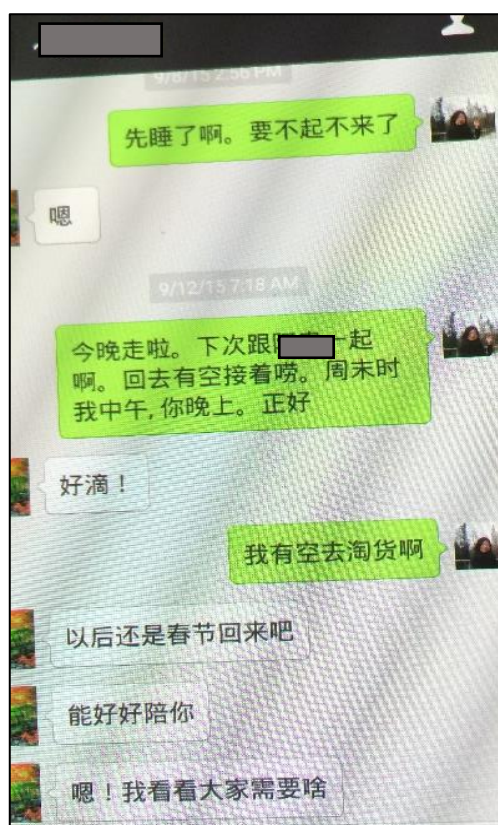 9/8/15 2:56 PM
先睡了啊。要不起不来了
嗯
9/12/15 7:18 AM
今晚走啦。下次跟一起
啊。回去有空接着唠。周末时
我中午,你晚上。正好
好滴！
我有空去淘货啊
以后还是春节回来吧
能好好陪你
嗯！我看看大家需要啥